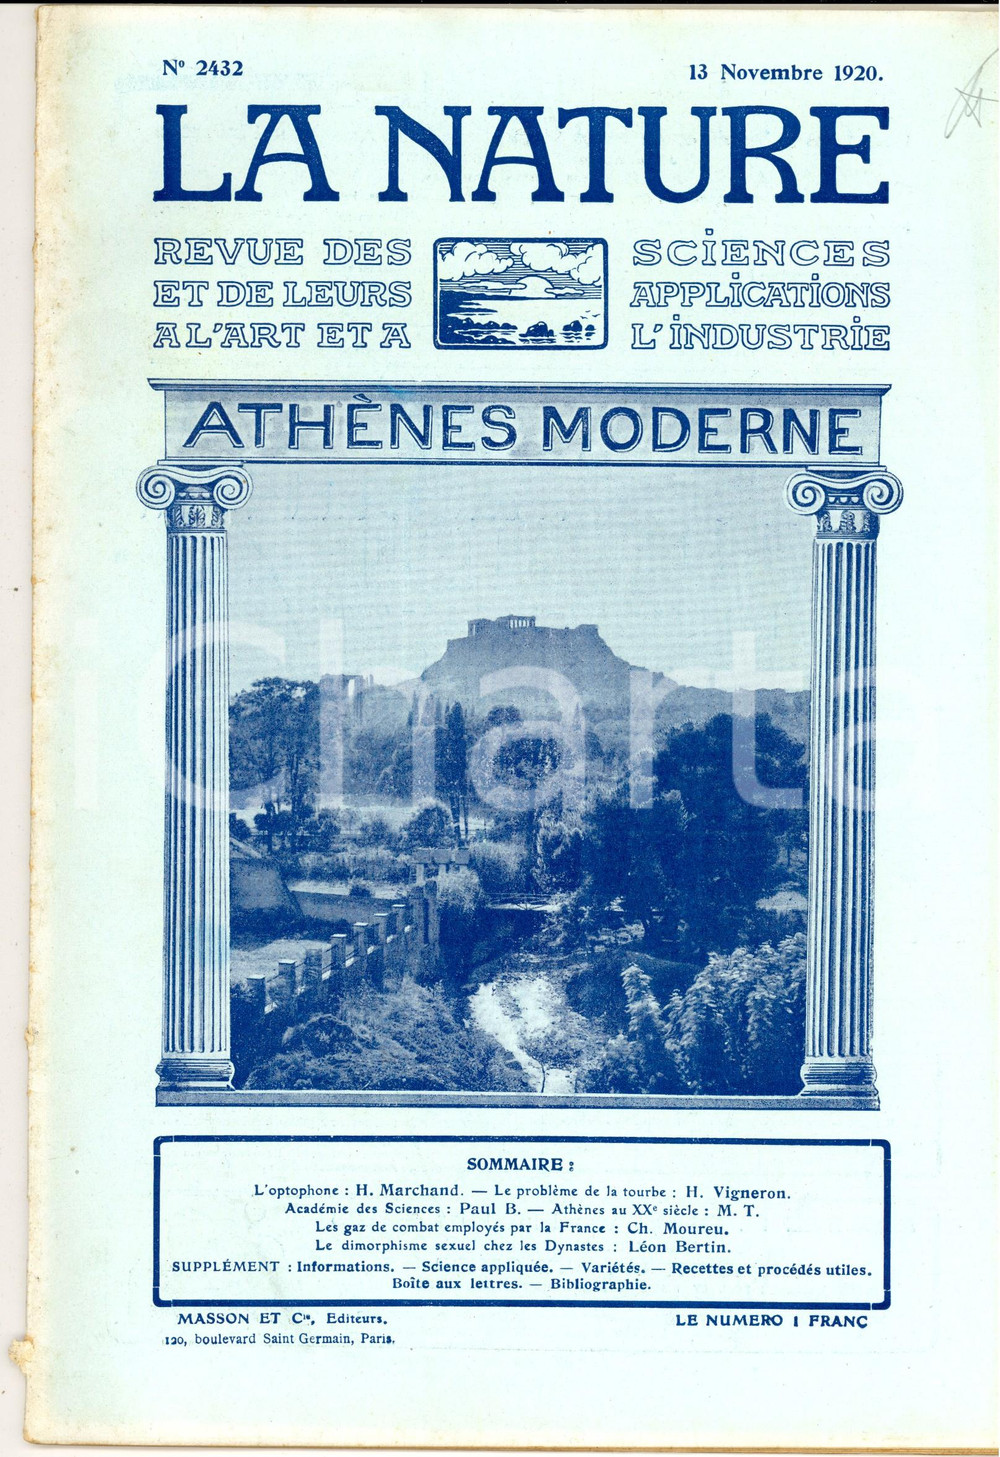 N° 2432
13 Novembre 1920.
LA NATURE
REVUE DES SCIENCES
ET DE LEURS APPLICATIONS
A L'ART ET A L'INDUSTRIE
ATHÈNES MODERNE
iCharta
SOMMAIRE :
L'optophone : H. Marchand. — Le problème de la tourbe : H. Vigneron.
Académie des Sciences : Paul B. — Athènes au XXe siècle : M. T.
Les gaz de combat employés par la France : Ch. Moureu.
Le dimorphisme sexuel chez les Dynastes : Léon Bertin.
SUPPLÉMENT : Informations. — Science appliquée. — Variétés. — Recettes et procédés utiles.
Boîte aux lettres. — Bibliographie.
MASSON ET Cie, Editeurs.
LE NUMERO 1 FRANC
120, boulevard Saint Germain, Paris.